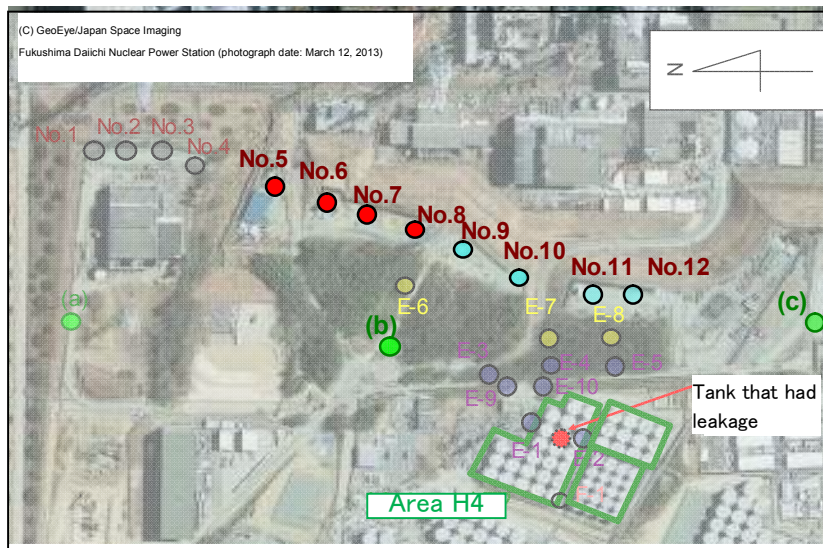 (C) GeoEye/Japan Space Imaging
Fukushima Daiichi Nuclear Power Station (photograph date: March 12, 2013)
N
No.1
No.2
No.3
No.4
No.5
No.6
No.7
No.8
No.9
No.10
No.11
No.12
(a)
(b)
(c)
E-6
E-7
E-8
E-3
E-4
E-5
E-9
E-10
Tank that had
leakage
E-1
E-2
F-1
Area H4